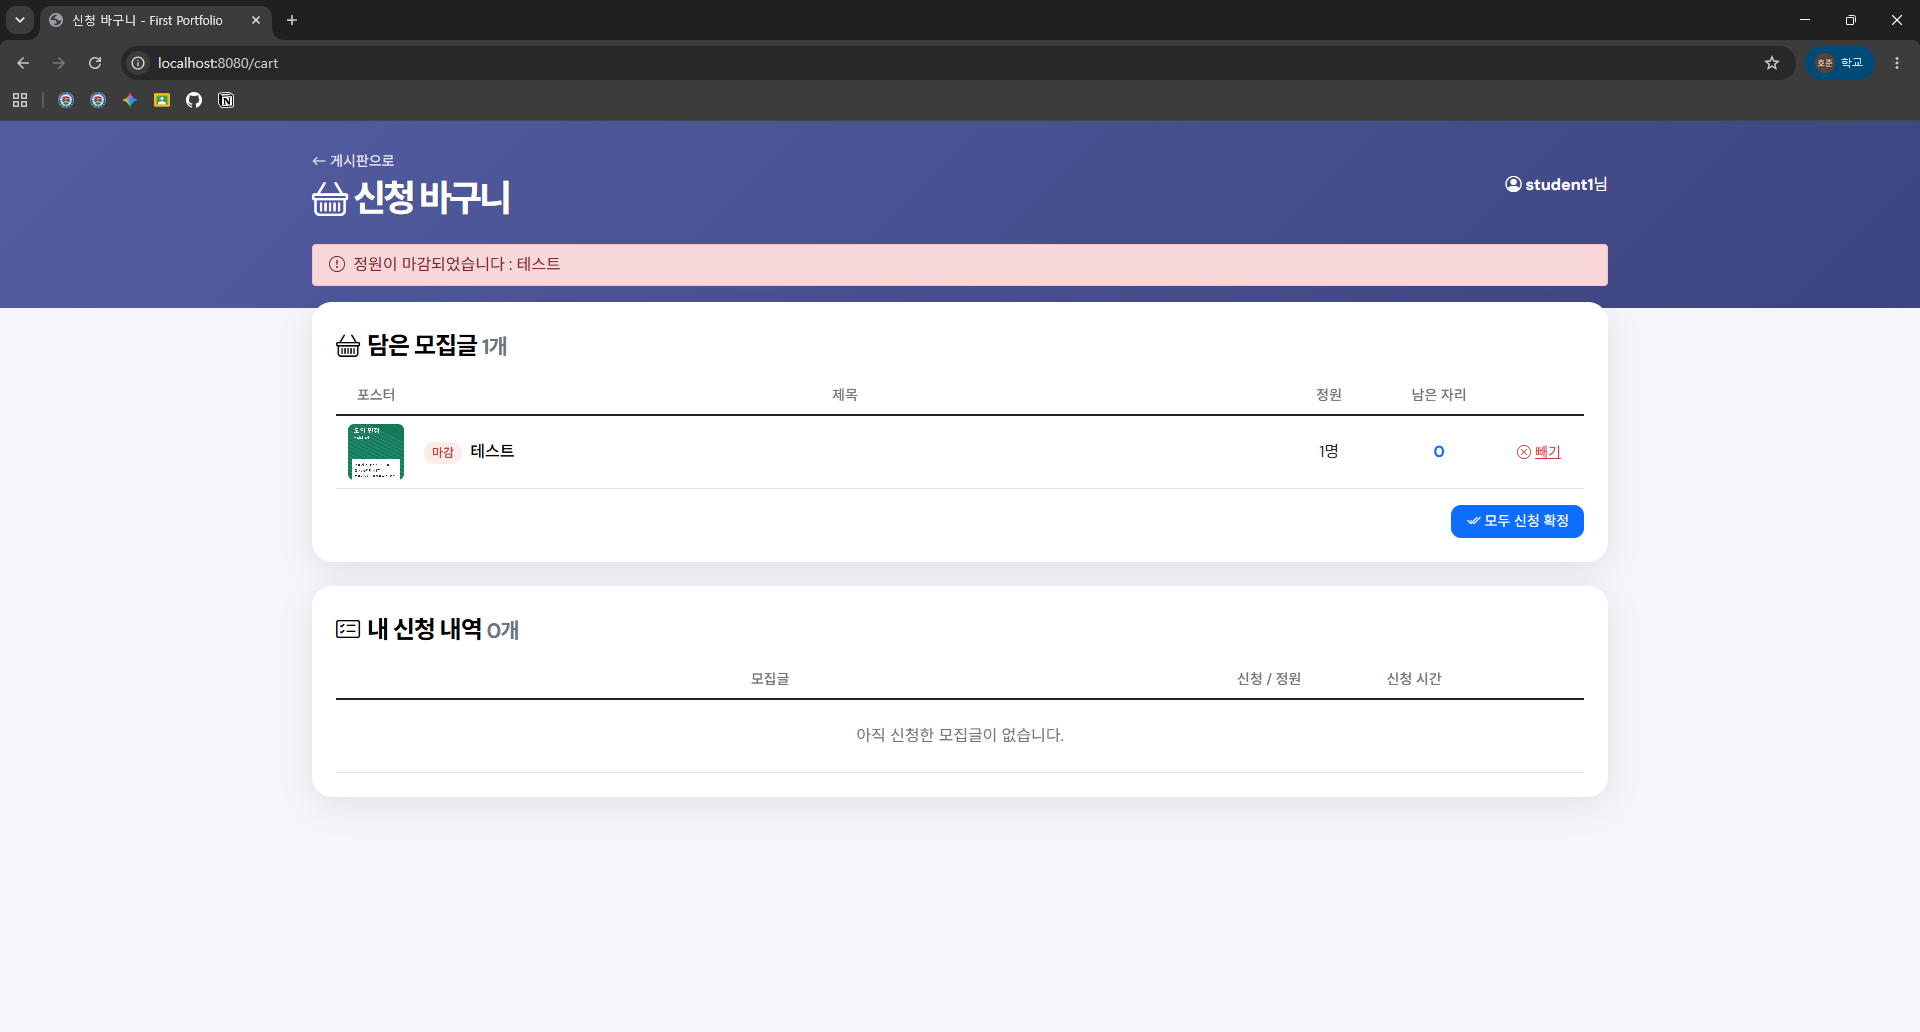 신청 바구니 - First Portfolio
localhost:8080/cart
호준 학교
← 게시판으로
신청 바구니
student1님
정원이 마감되었습니다 : 테스트
담은 모집글 1개
포스터 제목 정원 남은 자리
마감 테스트 1명 0 빼기
모두 신청 확정
내 신청 내역 0개
모집글 신청 / 정원 신청 시간
아직 신청한 모집글이 없습니다.